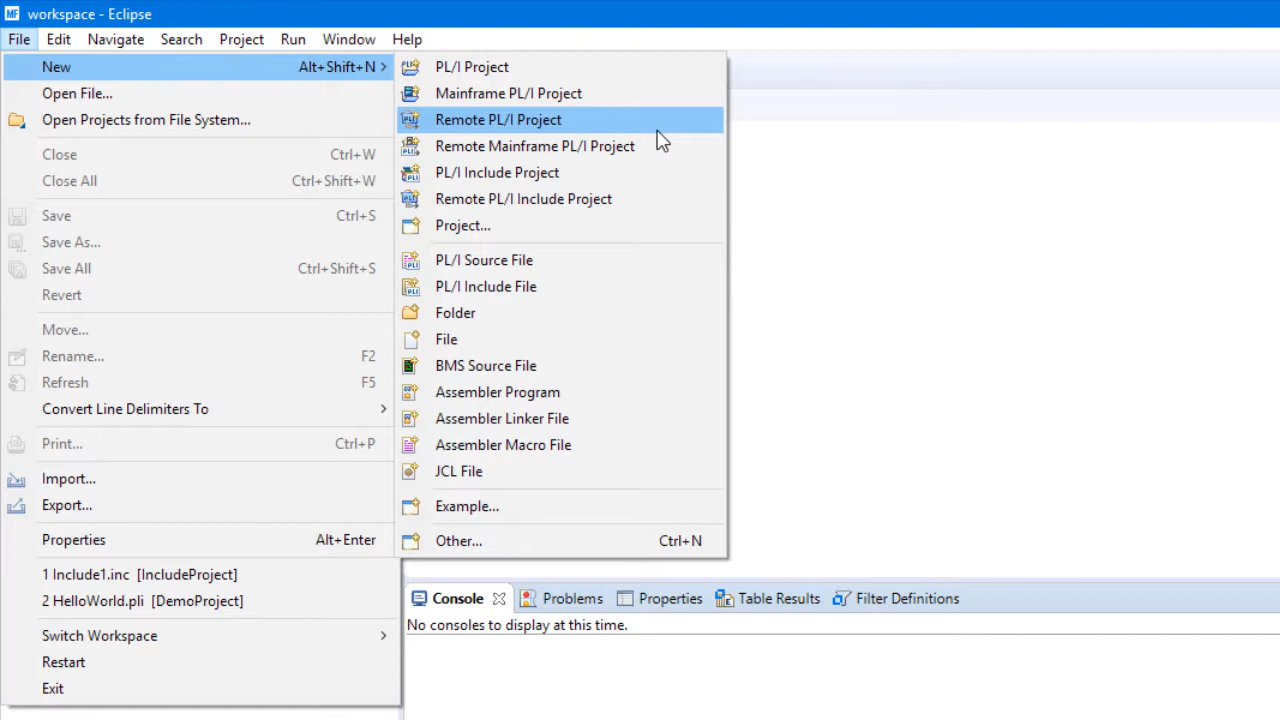 MF workspace - Eclipse
File Edit Navigate Search Project Run Window Help
New Alt+Shift+N
Open File...
Open Projects from File System...
Close Ctrl+W
Close All Ctrl+Shift+W
Save Ctrl+S
Save As...
Save All Ctrl+Shift+S
Revert
Move...
Rename... F2
Refresh F5
Convert Line Delimiters To
Print... Ctrl+P
Import...
Export...
Properties Alt+Enter
1 Include1.inc [IncludeProject]
2 HelloWorld.pli [DemoProject]
Switch Workspace
Restart
Exit
PL/I Project
Mainframe PL/I Project
Remote PL/I Project
Remote Mainframe PL/I Project
PL/I Include Project
Remote PL/I Include Project
Project...
PL/I Source File
PL/I Include File
Folder
File
BMS Source File
Assembler Program
Assembler Linker File
Assembler Macro File
JCL File
Example...
Other... Ctrl+N
Console Problems Properties Table Results Filter Definitions
No consoles to display at this time.